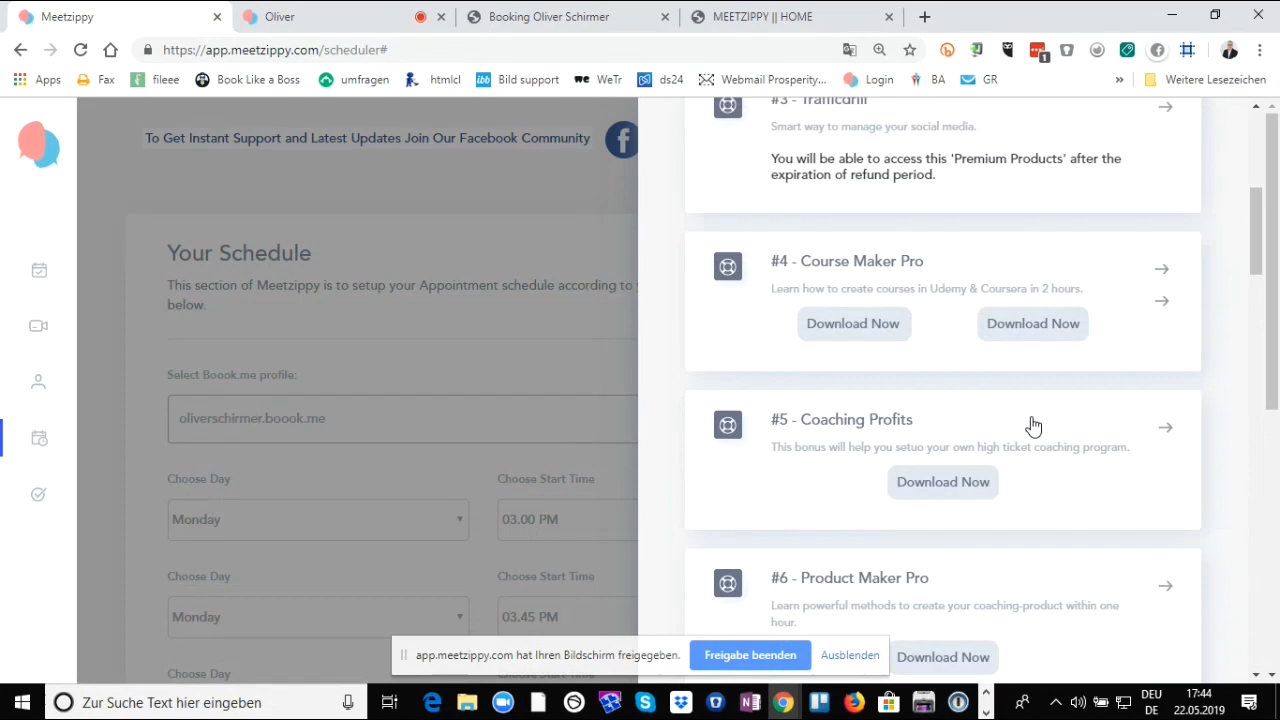 Meetzippy
Oliver
Booking Oliver Schirmer
MEETZIPPY || HOME
https://app.meetzippy.com/scheduler#
1
Apps
Fax
fileee
Book Like a Boss
umfragen
htmlcl
ibb Bild support
WeTr
ds24
Webmail Prosperity...
Login
BA
GR
»
Weitere Lesezeichen
To Get Instant Support and Latest Updates Join Our Facebook Community
Your Schedule
This section of Meetzippy is to setup your Appointment schedule according to
below.
Select Boook.me profile:
oliverschirmer.boook.me
Choose Day
Choose Start Time
Monday
03.00 PM
Choose Day
Choose Start Time
Monday
03.45 PM
Choose Day
Choose Start Time
#3 - Trafficdrill
Smart way to manage your social media.
You will be able to access this 'Premium Products' after the
expiration of refund period.
#4 - Course Maker Pro
Learn how to create courses in Udemy & Coursera in 2 hours.
Download Now
Download Now
#5 - Coaching Profits
This bonus will help you setuo your own high ticket coaching program.
Download Now
#6 - Product Maker Pro
Learn powerful methods to create your coaching-product within one
hour.
Download Now
app.meetzippy.com hat Ihren Bildschirm freigegeben.
Freigabe beenden
Ausblenden
Zur Suche Text hier eingeben
DEU
DE
17:44
22.05.2019